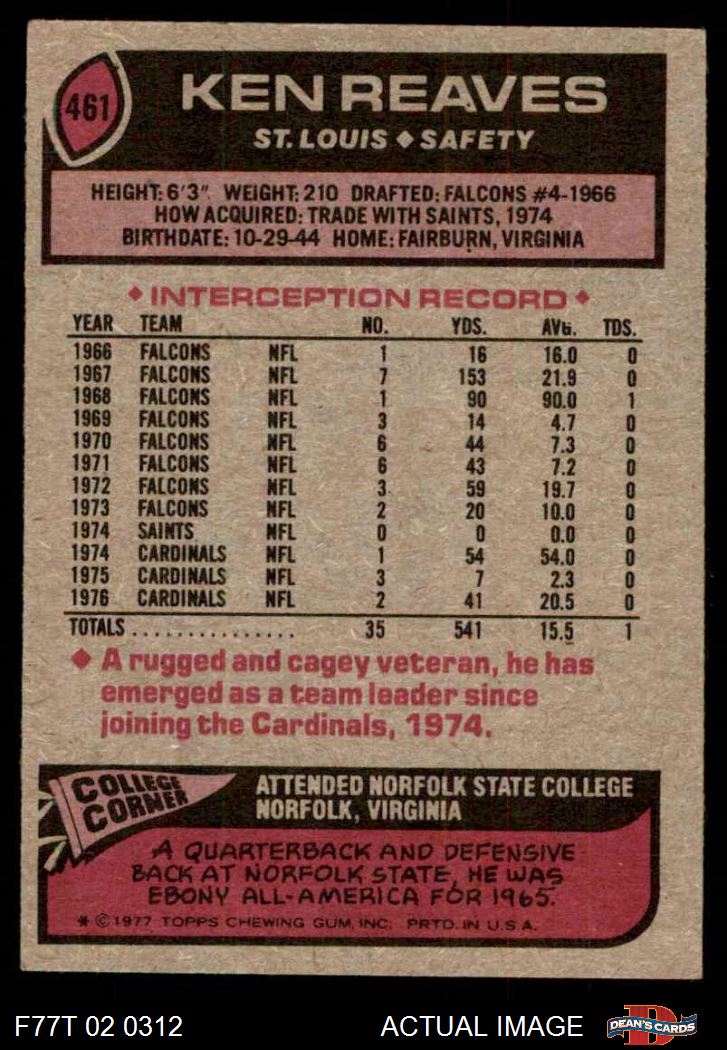 461
KEN REAVES
ST. LOUIS ♦ SAFETY
HEIGHT: 6'3" WEIGHT: 210 DRAFTED: FALCONS #4-1966
HOW ACQUIRED: TRADE WITH SAINTS, 1974
BIRTHDATE: 10-29-44 HOME: FAIRBURN, VIRGINIA
♦ INTERCEPTION RECORD ♦
YEAR TEAM NO. YDS. AVG. TDS.
1966 FALCONS NFL 1 16 16.0 0
1967 FALCONS NFL 7 153 21.9 0
1968 FALCONS NFL 1 90 90.0 1
1969 FALCONS NFL 3 14 4.7 0
1970 FALCONS NFL 6 44 7.3 0
1971 FALCONS NFL 6 43 7.2 0
1972 FALCONS NFL 3 59 19.7 0
1973 FALCONS NFL 2 20 10.0 0
1974 SAINTS NFL 0 0 0.0 0
1974 CARDINALS NFL 1 54 54.0 0
1975 CARDINALS NFL 3 7 2.3 0
1976 CARDINALS NFL 2 41 20.5 0
TOTALS ............... 35 541 15.5 1
♦ A rugged and cagey veteran, he has
emerged as a team leader since
joining the Cardinals, 1974.
COLLEGE
CORNER
ATTENDED NORFOLK STATE COLLEGE
NORFOLK, VIRGINIA
A QUARTERBACK AND DEFENSIVE
BACK AT NORFOLK STATE, HE WAS
EBONY ALL-AMERICA FOR 1965.
* © 1977 TOPPS CHEWING GUM, INC. PRTD. IN U.S.A.
F77T 02 0312 ACTUAL IMAGE
D
DEAN'S CARDS